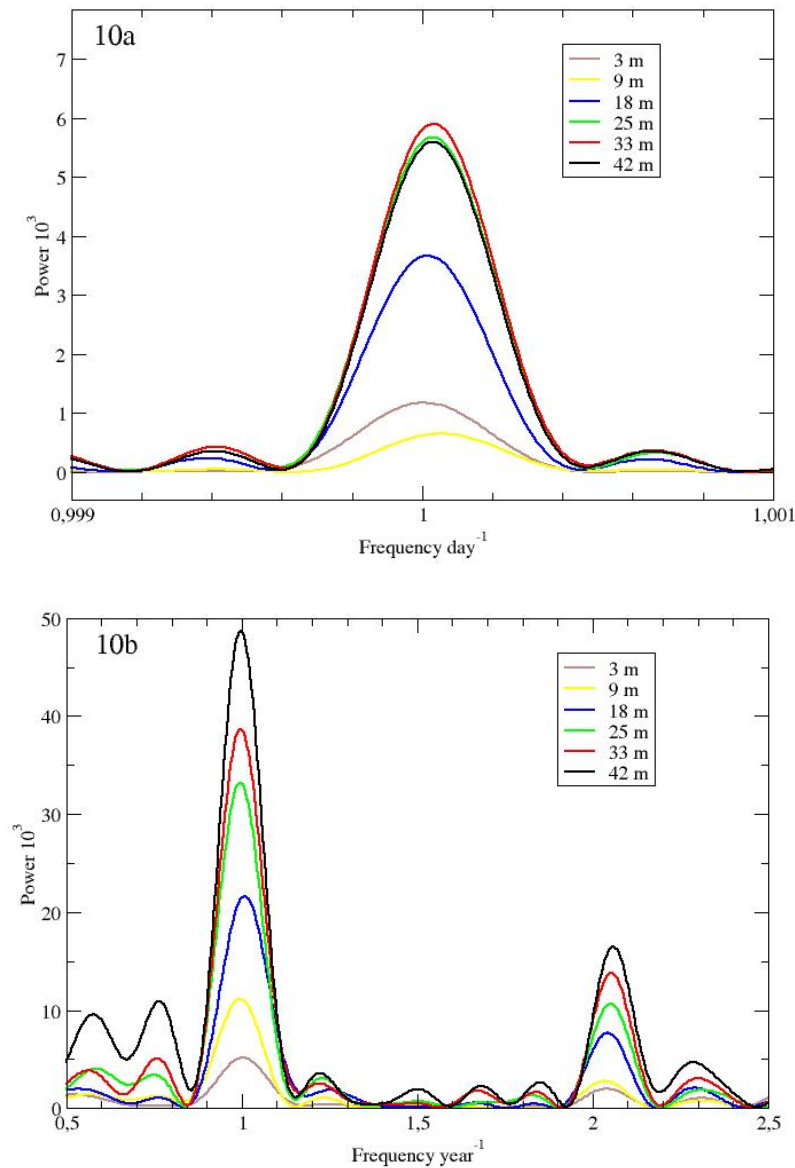 10a
3 m
9 m
18 m
25 m
33 m
42 m
7
6
5
4
3
2
1
0
Power 10³
0,999
1
1,001
Frequency day⁻¹
10b
3 m
9 m
18 m
25 m
33 m
42 m
50
40
30
20
10
0
Power 10³
0,5
1
1,5
2
2,5
Frequency year⁻¹